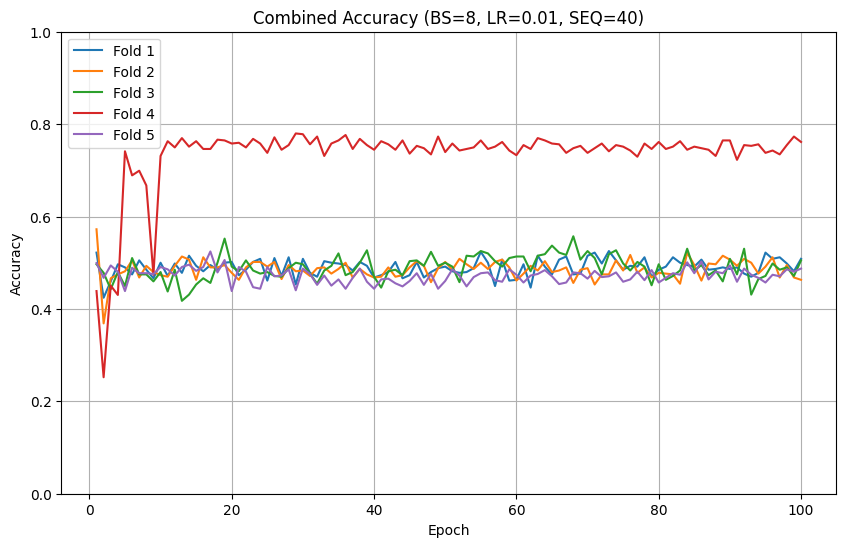 Combined Accuracy (BS=8, LR=0.01, SEQ=40)
Fold 1
Fold 2
Fold 3
Fold 4
Fold 5
1.0
0.8
0.6
0.4
0.2
0.0
Accuracy
0 20 40 60 80 100
Epoch